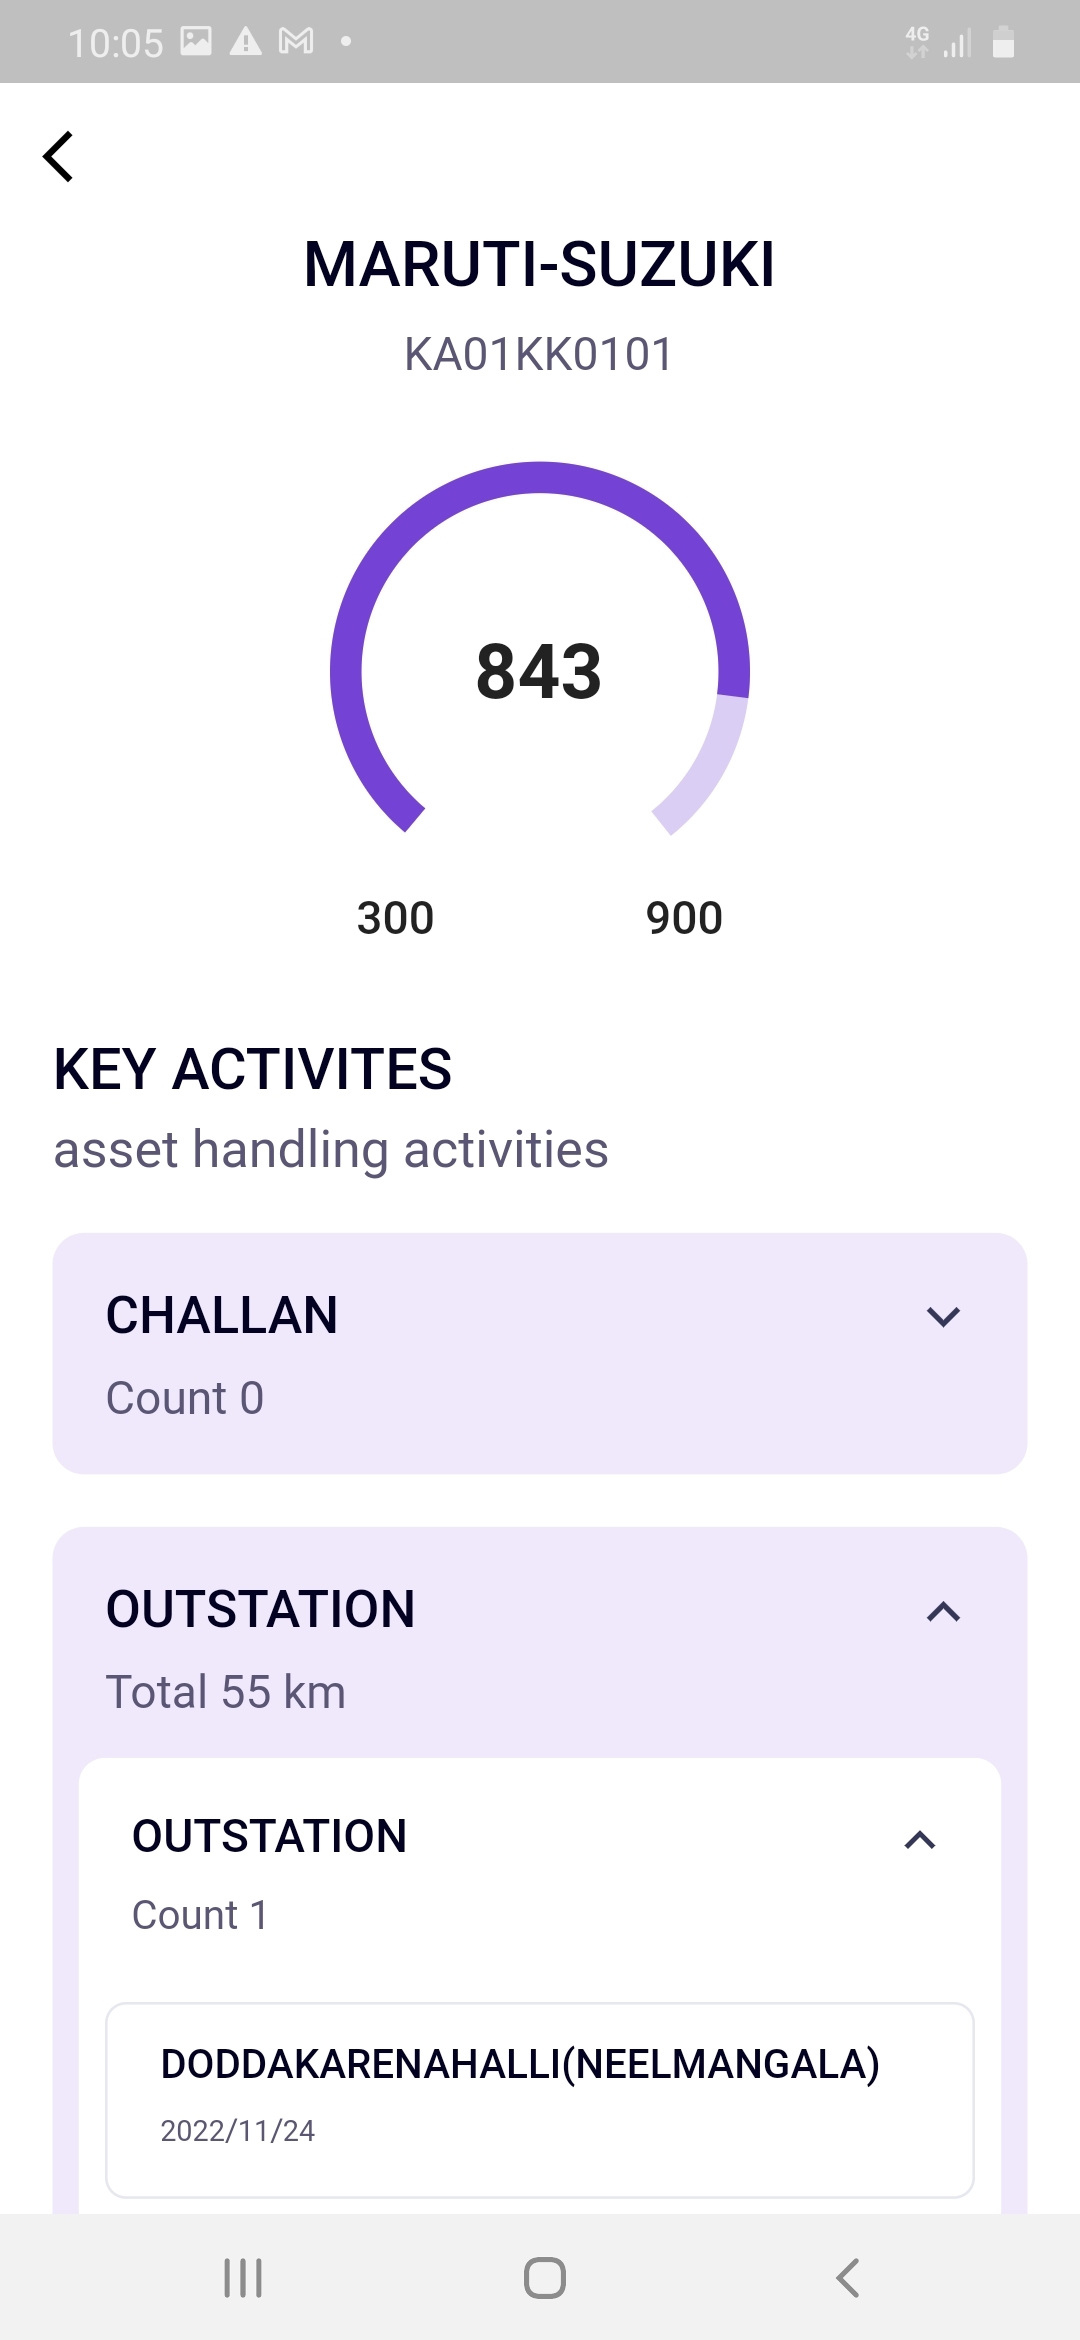 10:05
4G
MARUTI-SUZUKI
KA01KK0101
843
300 900
KEY ACTIVITES
asset handling activities
CHALLAN
Count 0
OUTSTATION
Total 55 km
OUTSTATION
Count 1
DODDAKARENAHALLI(NEELMANGALA)
2022/11/24